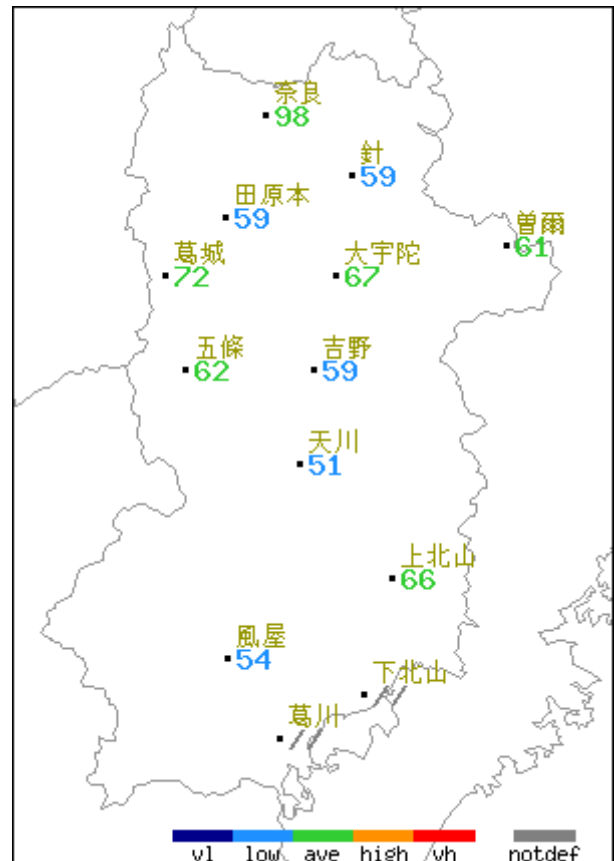 奈良
98
針
59
田原本
59
曽爾
61
葛城
72
大宇陀
67
五條
62
吉野
59
天川
51
上北山
66
風屋
54
下北山
//
葛川
//
vl low ave high vh notdef